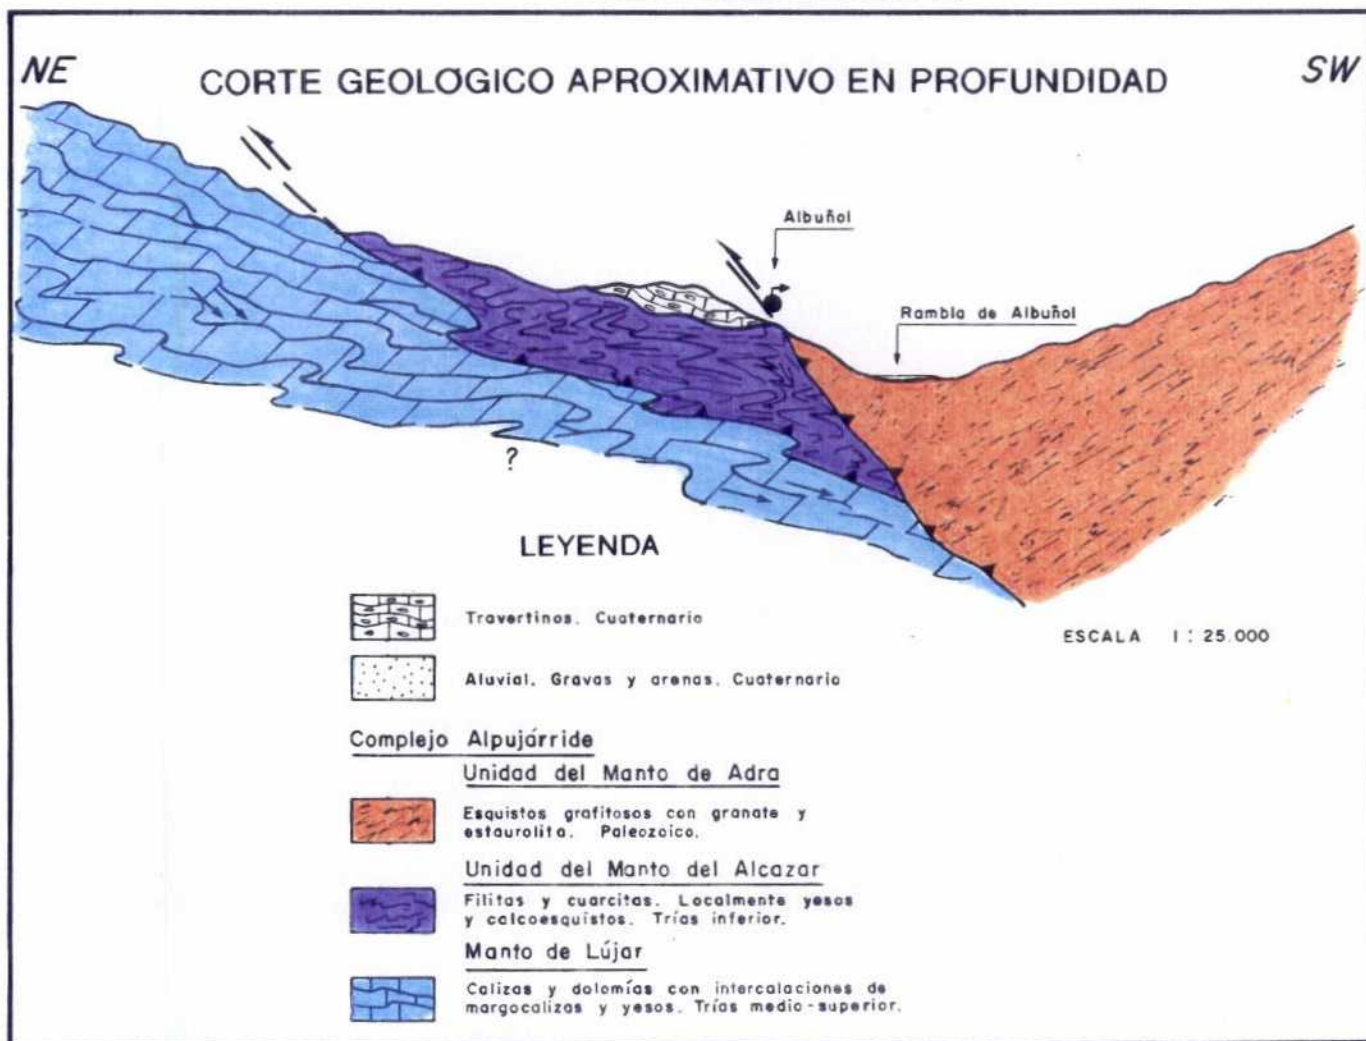 NE
CORTE GEOLÓGICO APROXIMATIVO EN PROFUNDIDAD
SW
Albuñol
Rambla de Albuñol
?
LEYENDA
ESCALA 1:25.000
Travertinos. Cuaternario
Aluvial. Gravas y arenas. Cuaternario
Complejo Alpujárride
Unidad del Manto de Adra
Esquistos grafitosos con granate y
estaurolita. Paleozoico.
Unidad del Manto del Alcazar
Filitas y cuarcitas. Localmente yesos
y calcoesquistos. Trías inferior.
Manto de Lújar
Calizas y dolomías con intercalaciones de
margocalizas y yesos. Trías medio-superior.